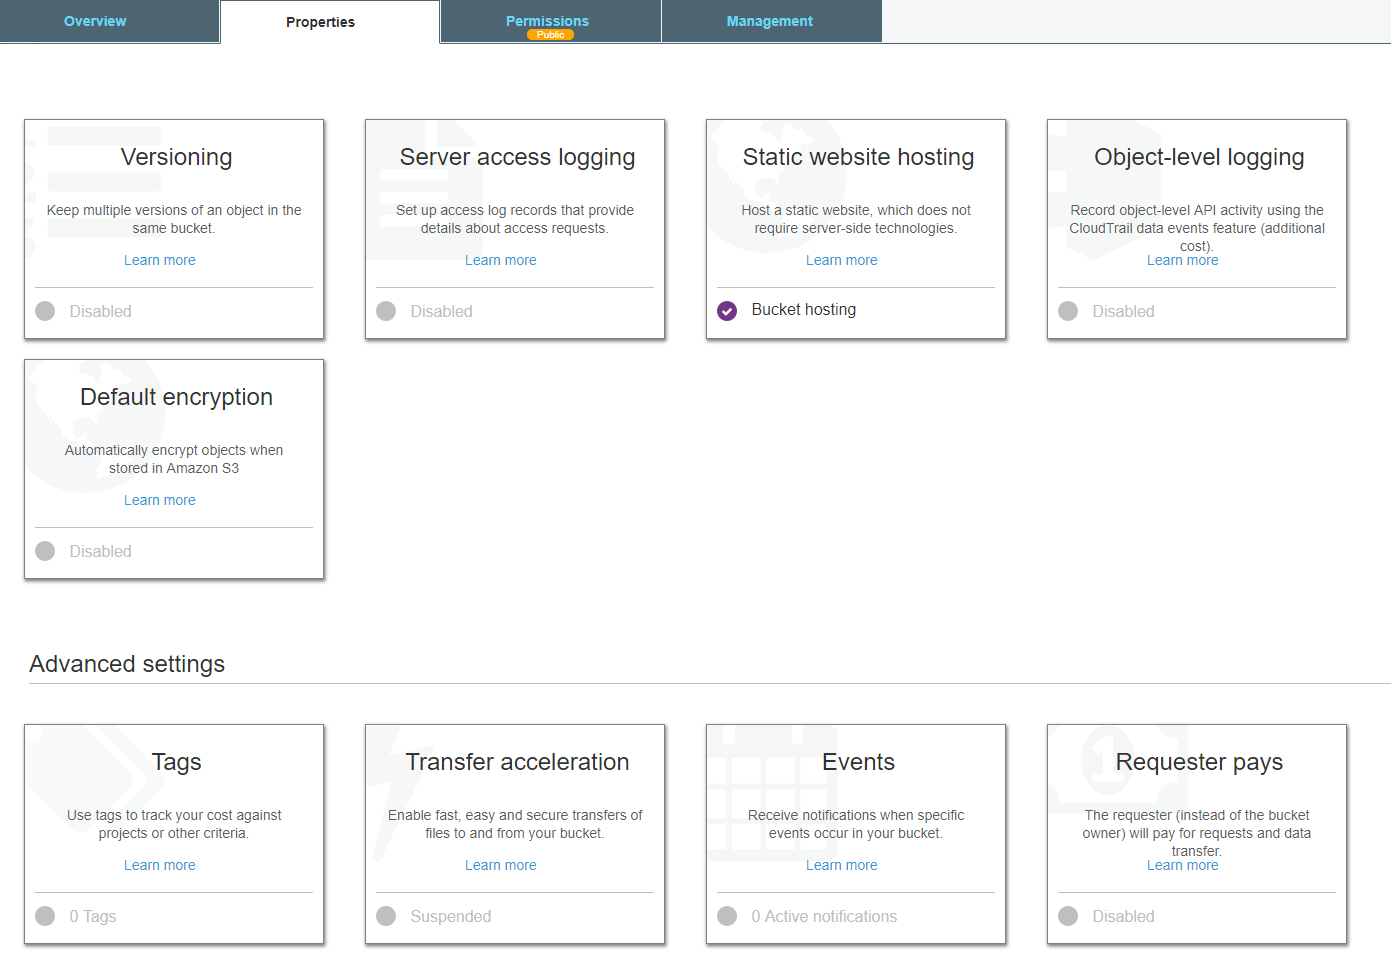 Overview
Properties
Permissions
Public
Management
Versioning
Keep multiple versions of an object in the
same bucket.
Learn more
Disabled
Server access logging
Set up access log records that provide
details about access requests.
Learn more
Disabled
Static website hosting
Host a static website, which does not
require server-side technologies.
Learn more
Bucket hosting
Object-level logging
Record object-level API activity using the
CloudTrail data events feature (additional
cost).
Learn more
Disabled
Default encryption
Automatically encrypt objects when
stored in Amazon S3
Learn more
Disabled
Advanced settings
Tags
Use tags to track your cost against
projects or other criteria.
Learn more
0 Tags
Transfer acceleration
Enable fast, easy and secure transfers of
files to and from your bucket.
Learn more
Suspended
Events
Receive notifications when specific
events occur in your bucket.
Learn more
0 Active notifications
Requester pays
The requester (instead of the bucket
owner) will pay for requests and data
transfer.
Learn more
Disabled